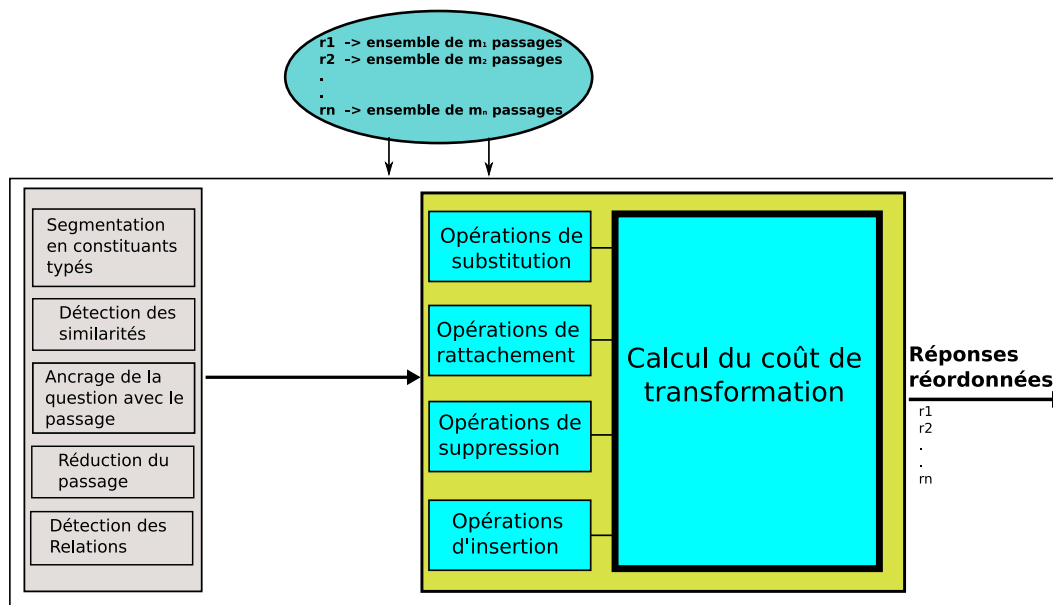 r1 -> ensemble de m₁ passages
r2 -> ensemble de m₂ passages
.
.
rn -> ensemble de mₙ passages
Segmentation
en constituants
typés
Détection des
similarités
Ancrage de la
question avec le
passage
Réduction du
passage
Détection des
Relations
Opérations de
substitution
Opérations de
rattachement
Opérations de
suppression
Opérations
d'insertion
Calcul du coût de
transformation
Réponses
réordonnées
r1
r2
.
.
rn